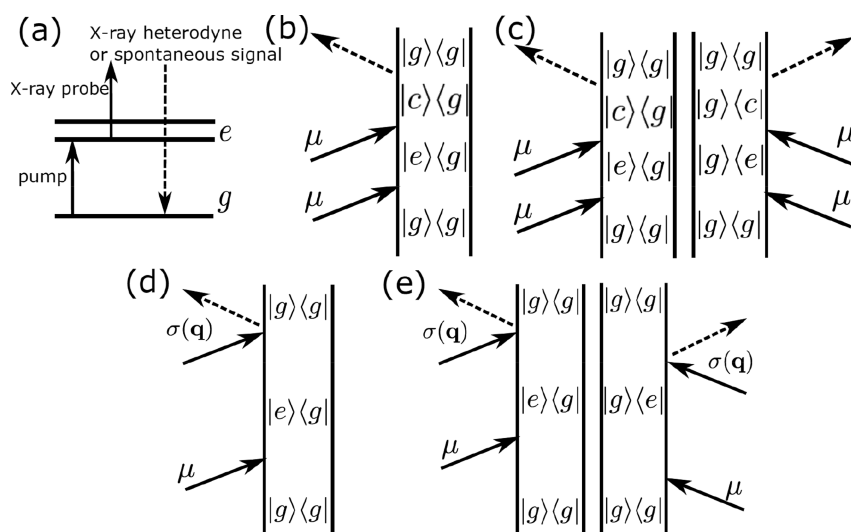 (a)
X-ray heterodyne
or spontaneous signal
X-ray probe
e
pump
g
(b)
|g⟩⟨g|
|c⟩⟨g|
μ
|e⟩⟨g|
μ
|g⟩⟨g|
(c)
|g⟩⟨g| |g⟩⟨g|
|c⟩⟨g| |g⟩⟨c|
μ μ
|e⟩⟨g| |g⟩⟨e|
μ μ
|g⟩⟨g| |g⟩⟨g|
(d)
|g⟩⟨g|
σ(q)
|e⟩⟨g|
μ
|g⟩⟨g|
(e)
|g⟩⟨g| |g⟩⟨g|
σ(q)
σ(q)
|e⟩⟨g| |g⟩⟨e|
μ
μ
|g⟩⟨g| |g⟩⟨g|